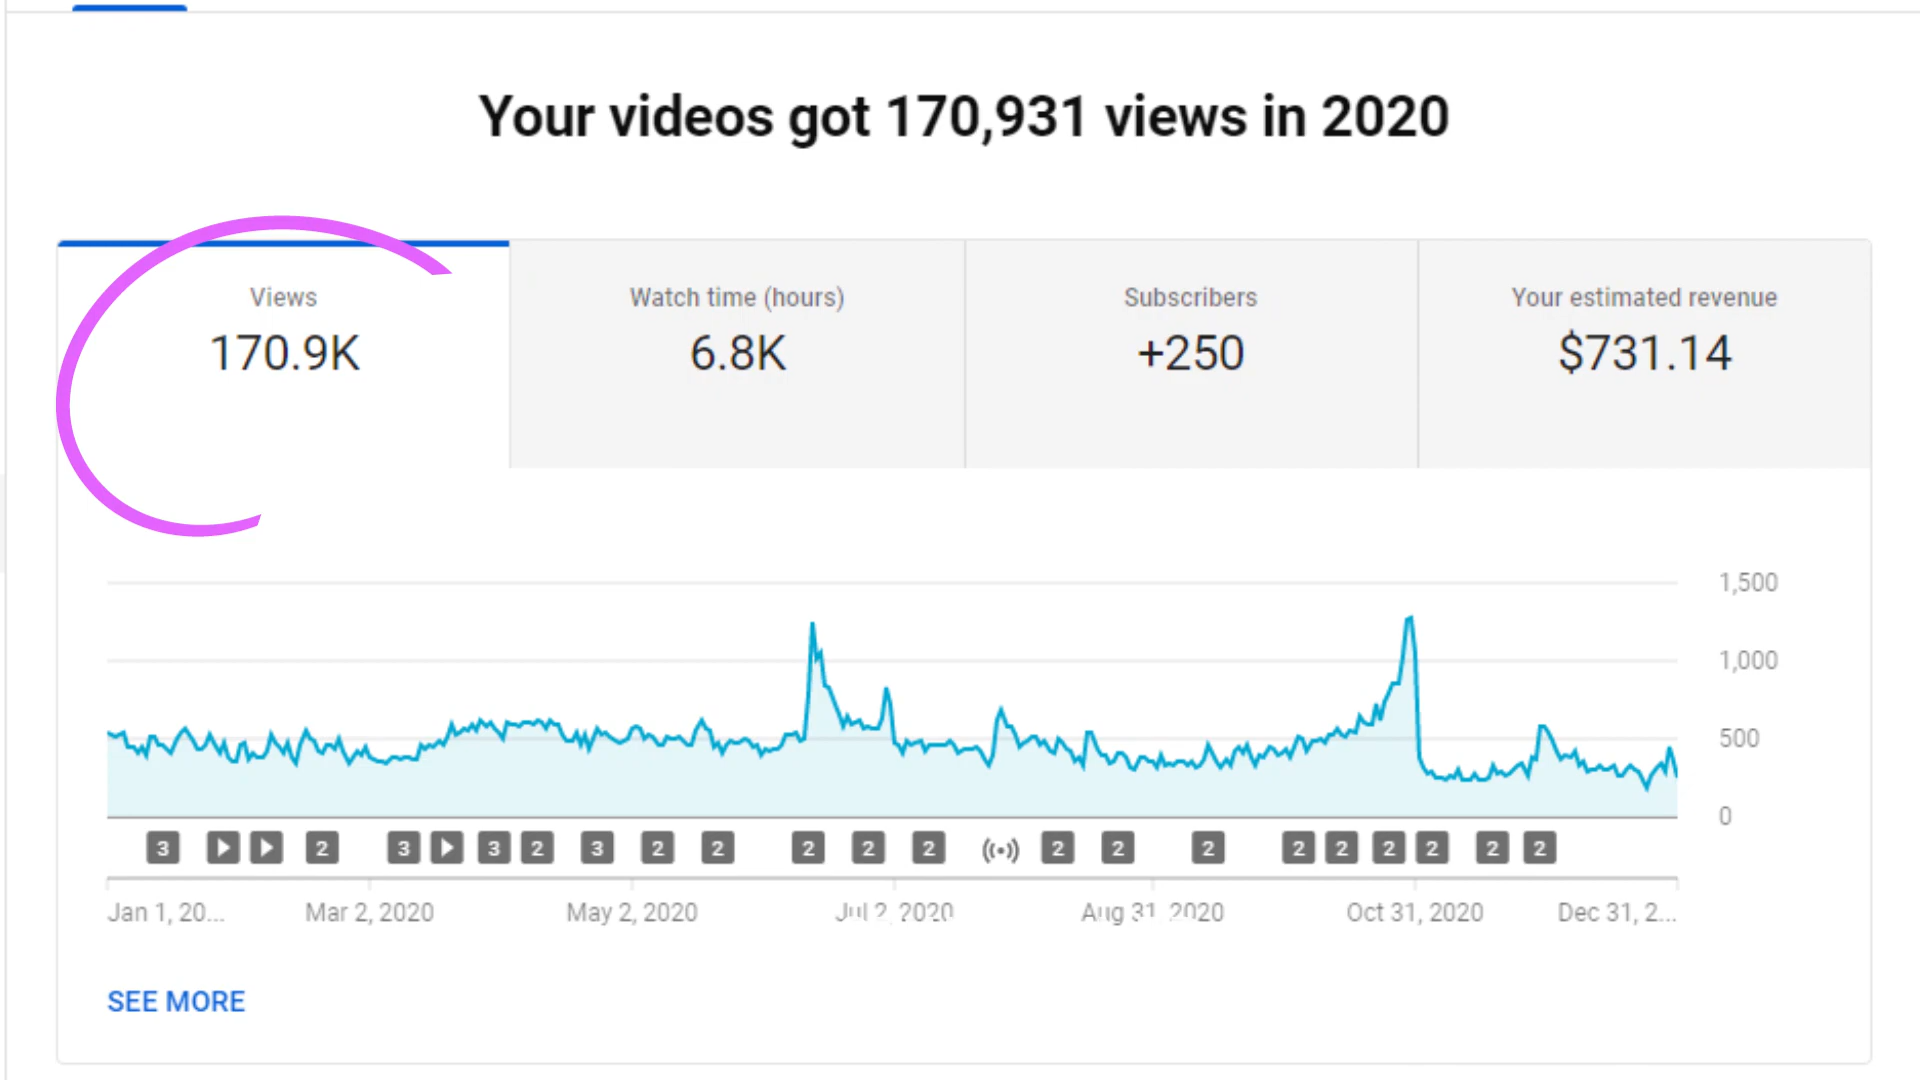 Your videos got 170,931 views in 2020
Views
170.9K
Watch time (hours)
6.8K
Subscribers
+250
Your estimated revenue
$731.14
1,500
1,000
500
0
3 2 3 3 2 3 2 2 2 2 2 2 2 2 2 2 2 2 2 2
Jan 1, 20... Mar 2, 2020 May 2, 2020 Jul 2, 2020 Aug 31, 2020 Oct 31, 2020 Dec 31, 2...
SEE MORE